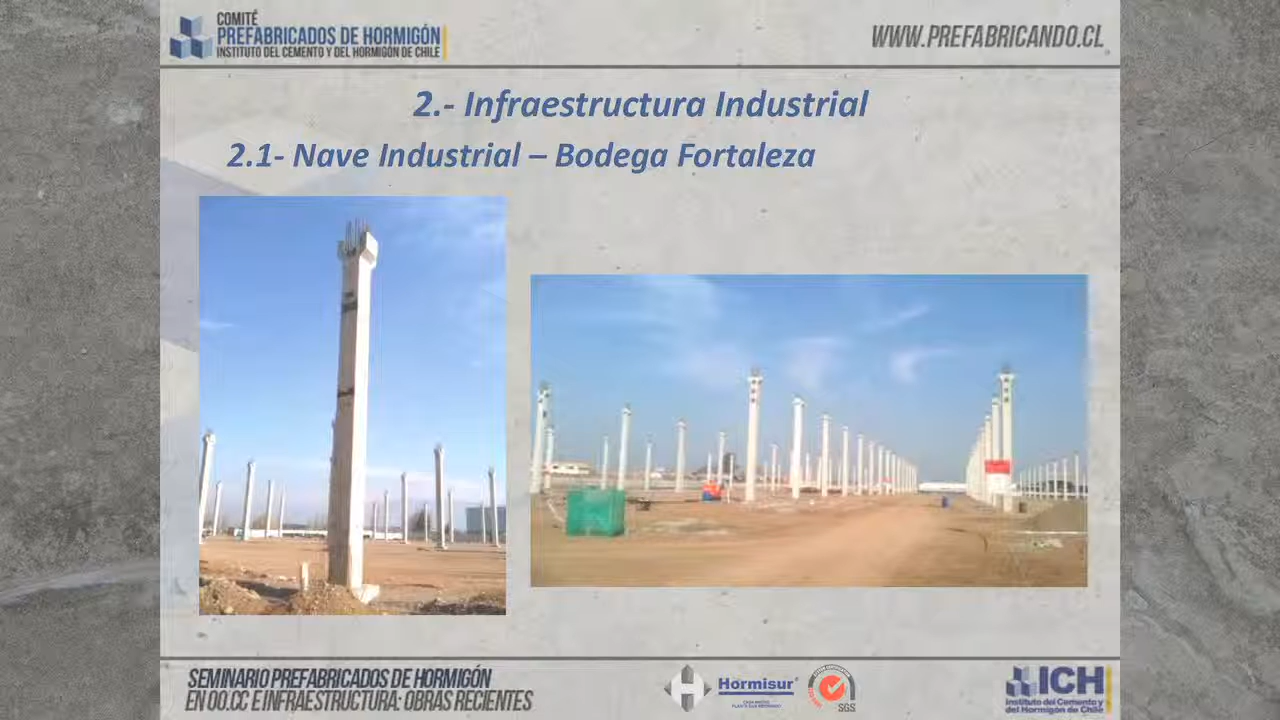 COMITÉ
PREFABRICADOS DE HORMIGÓN
INSTITUTO DEL CEMENTO Y DEL HORMIGÓN DE CHILE
WWW.PREFABRICANDO.CL
2.- Infraestructura Industrial
2.1- Nave Industrial – Bodega Fortaleza
SEMINARIO PREFABRICADOS DE HORMIGÓN
EN OO.CC E INFRAESTRUCTURA: OBRAS RECIENTES
Hormisur
SGS
ICH
Instituto del Cemento y
del Hormigón de Chile